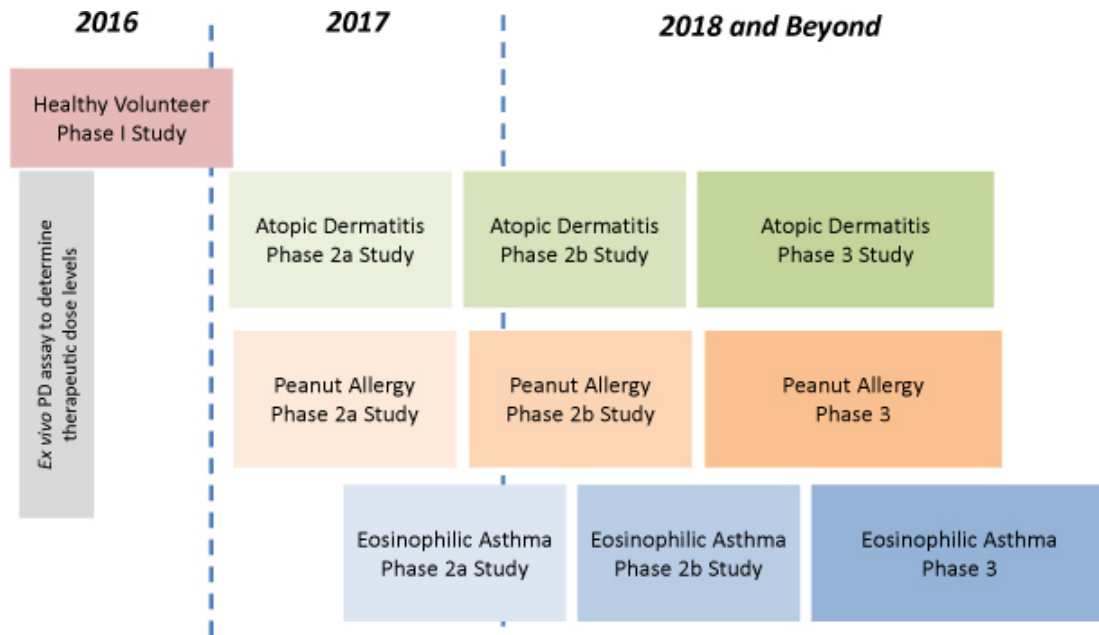 2016
2017
2018 and Beyond
Healthy Volunteer
Phase I Study
Ex vivo PD assay to determine
therapeutic dose levels
Atopic Dermatitis
Phase 2a Study
Atopic Dermatitis
Phase 2b Study
Atopic Dermatitis
Phase 3 Study
Peanut Allergy
Phase 2a Study
Peanut Allergy
Phase 2b Study
Peanut Allergy
Phase 3
Eosinophilic Asthma
Phase 2a Study
Eosinophilic Asthma
Phase 2b Study
Eosinophilic Asthma
Phase 3